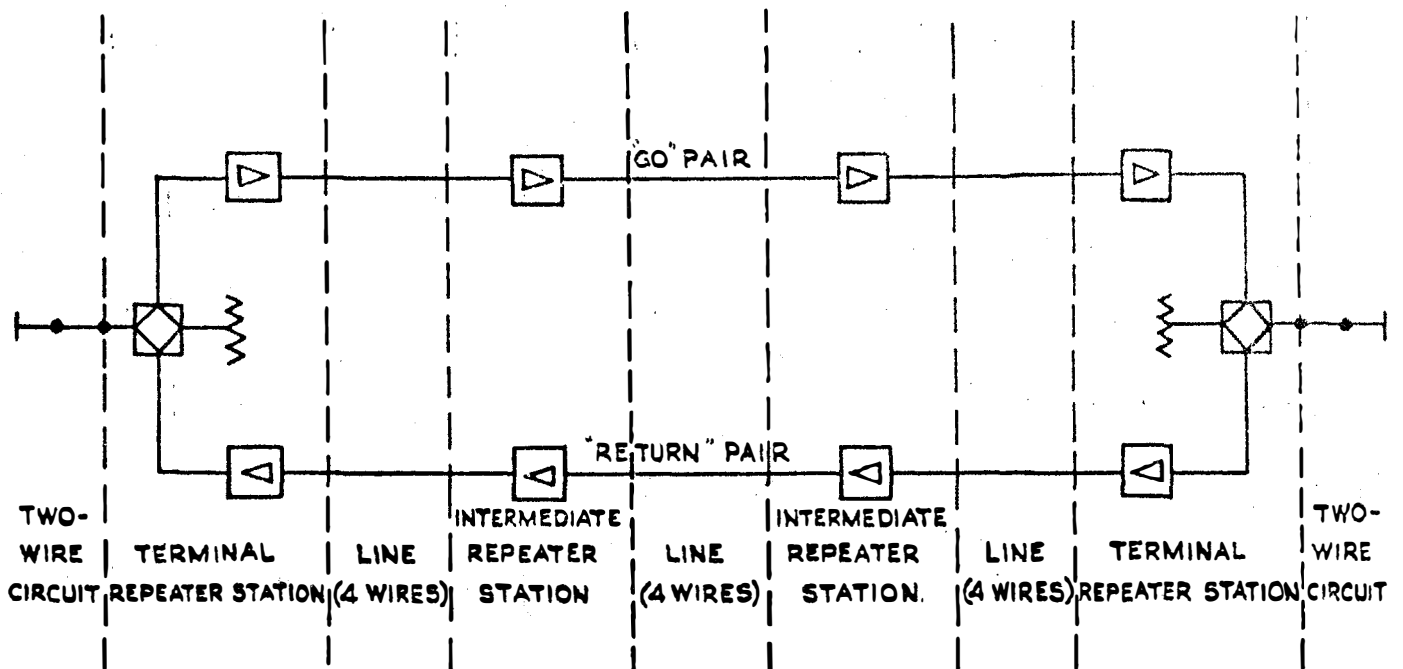 "GO" PAIR
"RETURN" PAIR
TWO-
WIRE
CIRCUIT
TERMINAL
REPEATER STATION
LINE
(4 WIRES)
INTERMEDIATE
REPEATER
STATION
LINE
(4 WIRES)
INTERMEDIATE
REPEATER
STATION.
LINE
(4 WIRES)
TERMINAL
REPEATER STATION
TWO-
WIRE
CIRCUIT